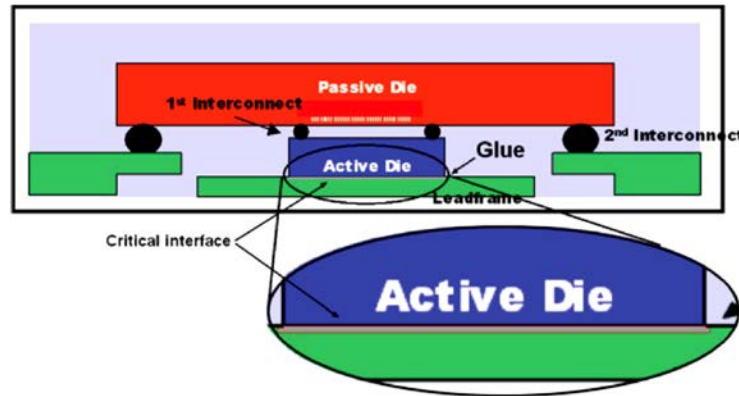 Passive Die
1st Interconnect
2nd Interconnect
Glue
Active Die
Leadframe
Critical interface
Active Die